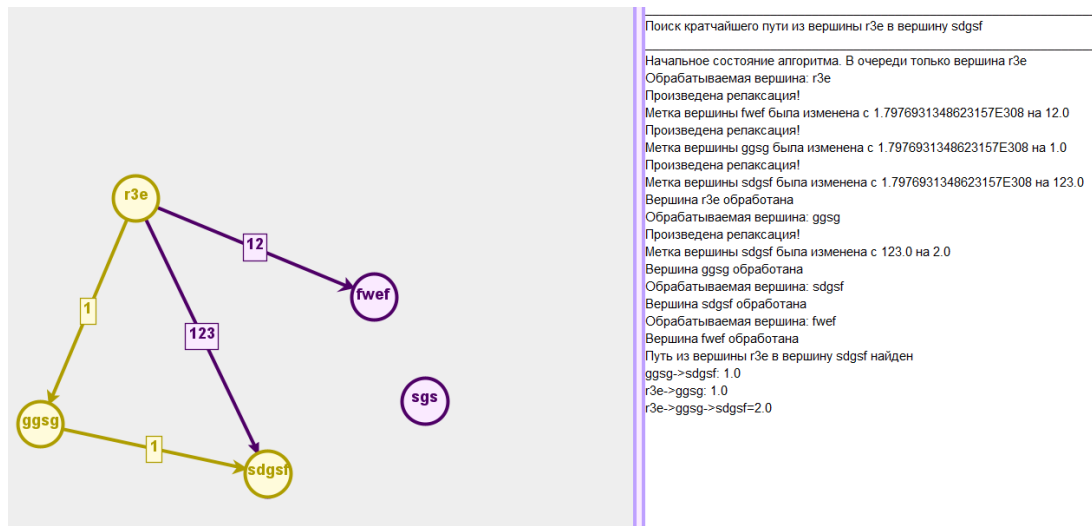 r3e
12
fwef
1
123
sgs
ggsg
1
sdgsf
Поиск кратчайшего пути из вершины r3e в вершину sdgsf
Начальное состояние алгоритма. В очереди только вершина r3e
Обрабатываемая вершина: r3e
Произведена релаксация!
Метка вершины fwef была изменена с 1.7976931348623157E308 на 12.0
Произведена релаксация!
Метка вершины ggsg была изменена с 1.7976931348623157E308 на 1.0
Произведена релаксация!
Метка вершины sdgsf была изменена с 1.7976931348623157E308 на 123.0
Вершина r3e обработана
Обрабатываемая вершина: ggsg
Произведена релаксация!
Метка вершины sdgsf была изменена с 123.0 на 2.0
Вершина ggsg обработана
Обрабатываемая вершина: sdgsf
Вершина sdgsf обработана
Обрабатываемая вершина: fwef
Вершина fwef обработана
Путь из вершины r3e в вершину sdgsf найден
ggsg->sdgsf: 1.0
r3e->ggsg: 1.0
r3e->ggsg->sdgsf=2.0